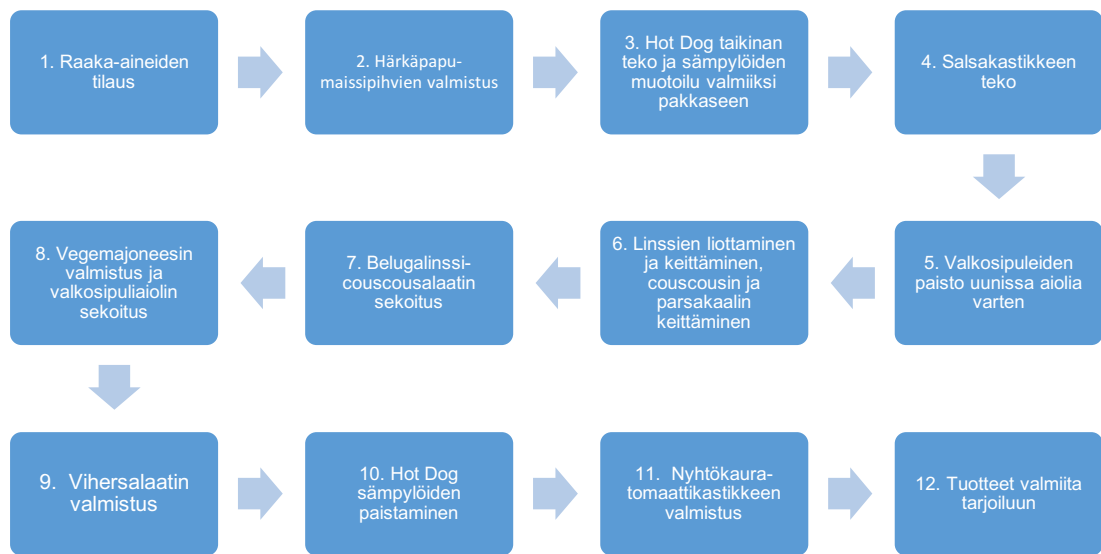 1. Raaka-aineiden
tilaus
2. Härkäpapu-
maissipihvien valmistus
3. Hot Dog taikinan
teko ja sämpylöiden
muotoilu valmiiksi
pakkaseen
4. Salsakastikkeen
teko
5. Valkosipuleiden
paisto uunissa aiolia
varten
6. Linssien liottaminen
ja keittäminen,
couscousin ja
parsakaalin
keittäminen
7. Belugalinssi-
couscousalaatin
sekoitus
8. Vegemajoneesin
valmistus ja
valkosipuliaiolin
sekoitus
9. Vihersalaatin
valmistus
10. Hot Dog
sämpylöiden
paistaminen
11. Nyhtökaura-
tomaattikastikkeen
valmistus
12. Tuotteet valmiita
tarjoiluun